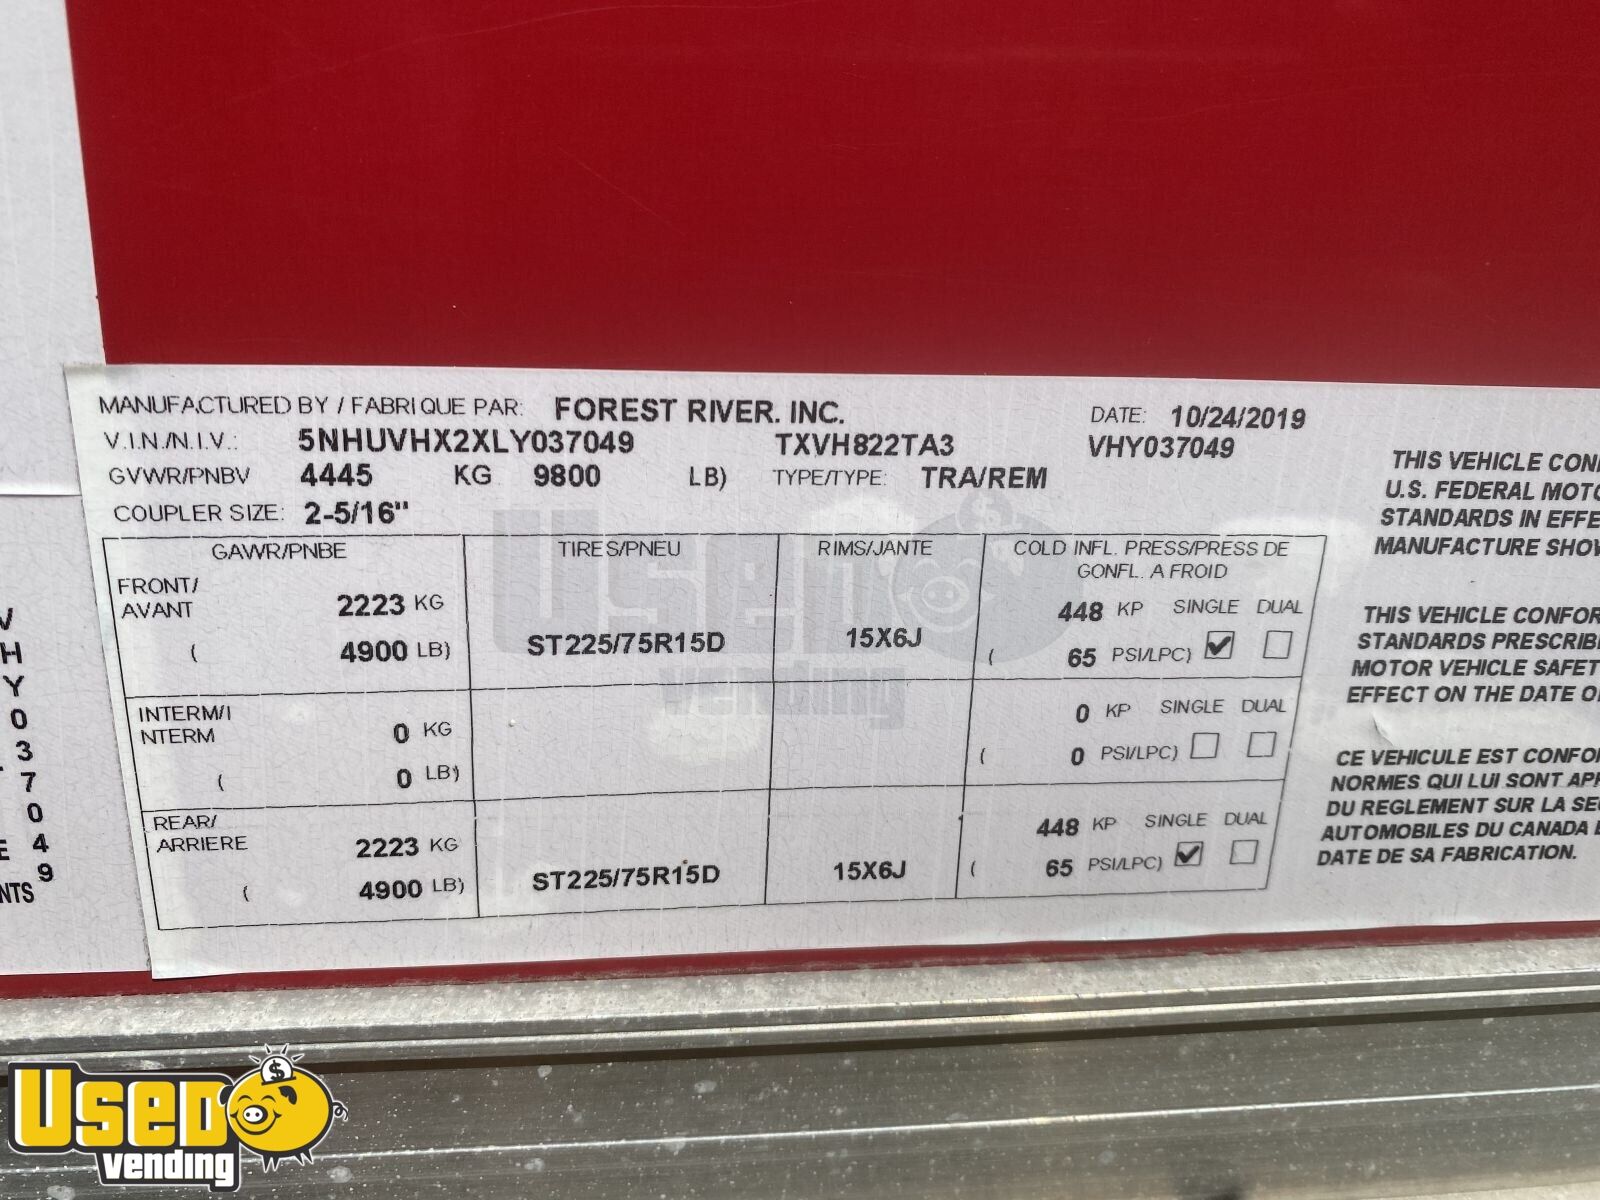 MANUFACTURED BY / FABRIQUE PAR: FOREST RIVER. INC. DATE: 10/24/2019
V.I.N./N.I.V.: 5NHUVHX2XLY037049 TXVH822TA3 VHY037049
GVWR/PNBV 4445 KG 9800 LB) TYPE/TYPE: TRA/REM
COUPLER SIZE: 2-5/16"
GAWR/PNBE TIRES/PNEU RIMS/JANTE COLD INFL. PRESS/PRESS DE
GONFL. A FROID
FRONT/
AVANT 2223 KG 448 KP SINGLE DUAL
( 4900 LB) ST225/75R15D 15X6J ( 65 PSI/LPC)
INTERM/I
NTERM 0 KG 0 KP SINGLE DUAL
( 0 LB) ( 0 PSI/LPC)
REAR/
ARRIERE 2223 KG 448 KP SINGLE DUAL
( 4900 LB) ST225/75R15D 15X6J ( 65 PSI/LPC)
THIS VEHICLE CON
U.S. FEDERAL MOTO
STANDARDS IN EFFE
MANUFACTURE SHOW
THIS VEHICLE CONFOR
STANDARDS PRESCRIBE
MOTOR VEHICLE SAFET
EFFECT ON THE DATE O
CE VEHICULE EST CONFO
NORMES QUI LUI SONT APP
DU REGLEMENT SUR LA SE
AUTOMOBILES DU CANADA
DATE DE SA FABRICATION.
V
H
Y
0
3
7
0
E 4
9
NTS
USED
vending
$
USED
vending
$